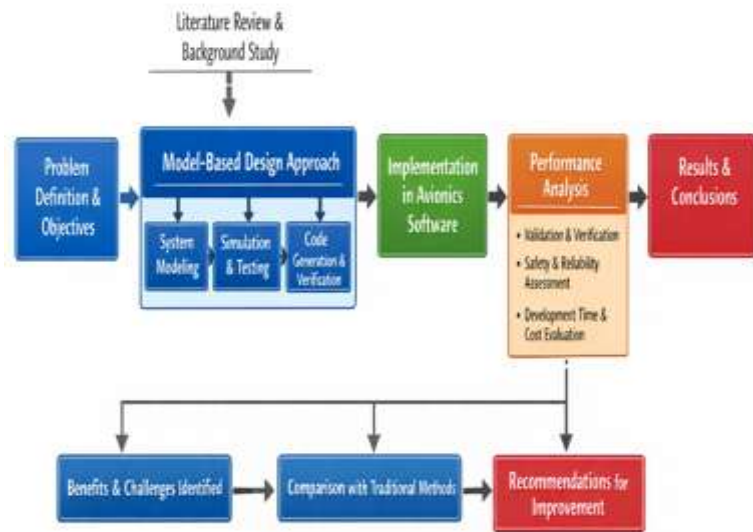 Literature Review &
Background Study
Problem
Definition &
Objectives
Model-Based Design Approach
System
Modeling
Simulation
& Testing
Code
Generation &
Verification
Implementation
in Avionics
Software
Performance
Analysis
• Validation & Verification
• Safety & Reliability
Assessment
• Development Time &
Cost Evaluation
Results &
Conclusions
Benefits & Challenges Identified
Comparison with Traditional Methods
Recommendations for
Improvement